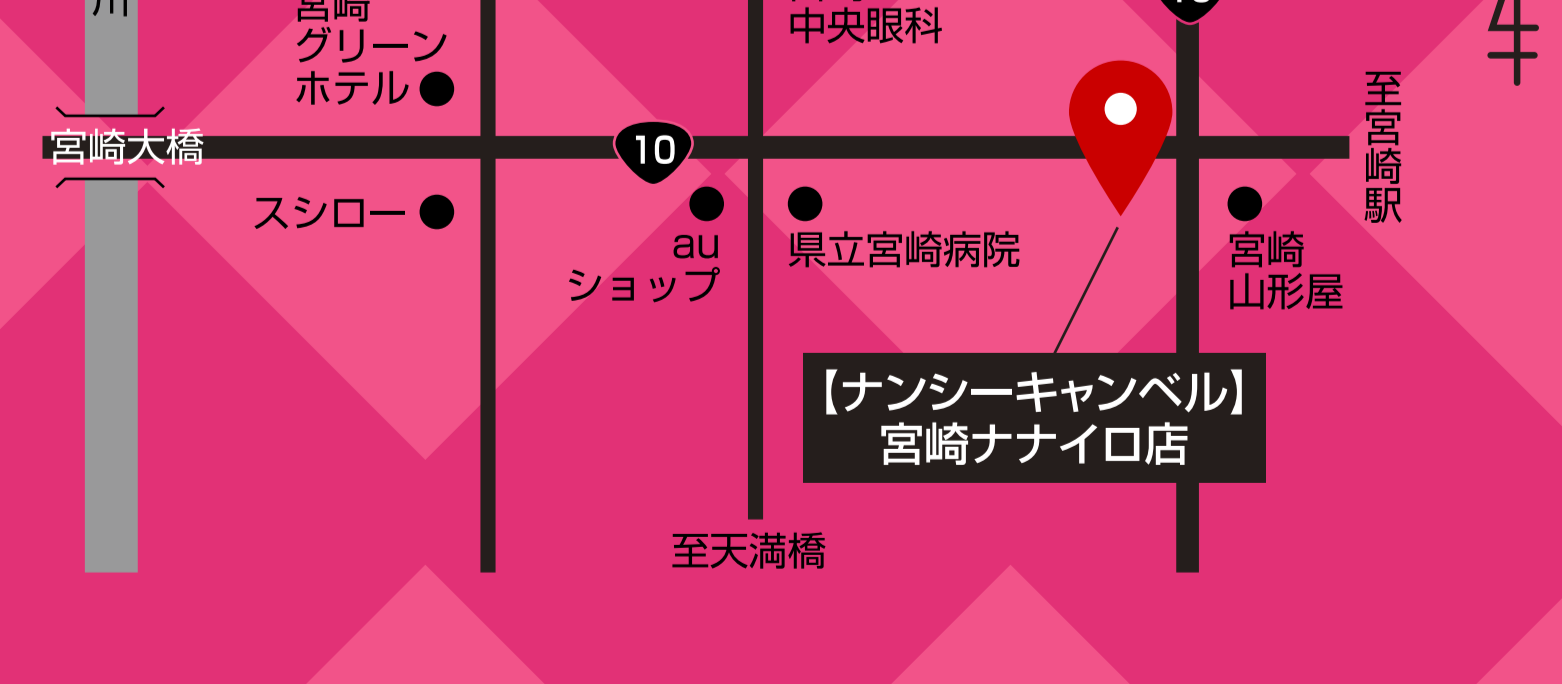 宮崎
グリーン
ホテル
中央眼科
宮崎大橋
10
至宮崎駅
スシロー
au
ショップ
県立宮崎病院
宮崎
山形屋
【ナンシーキャンベル】
宮崎ナナイロ店
至天満橋